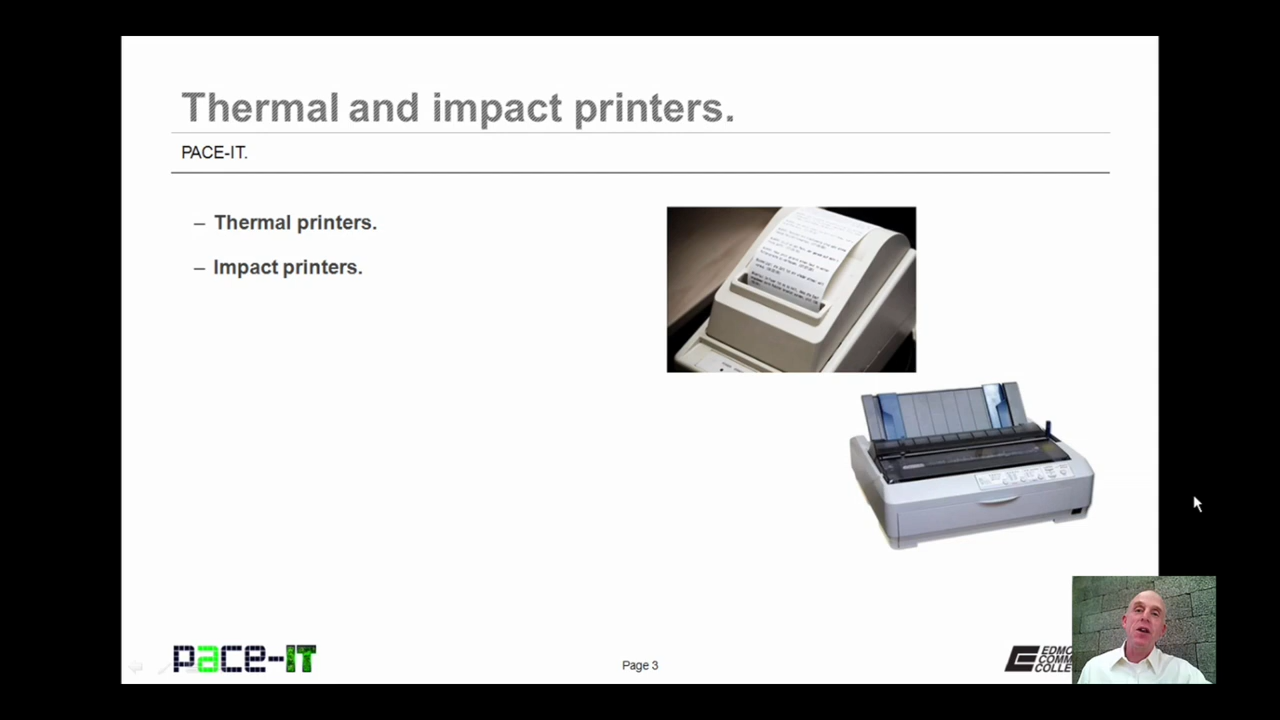 Thermal and impact printers.
PACE-IT.
– Thermal printers.
– Impact printers.
pace-IT
Page 3